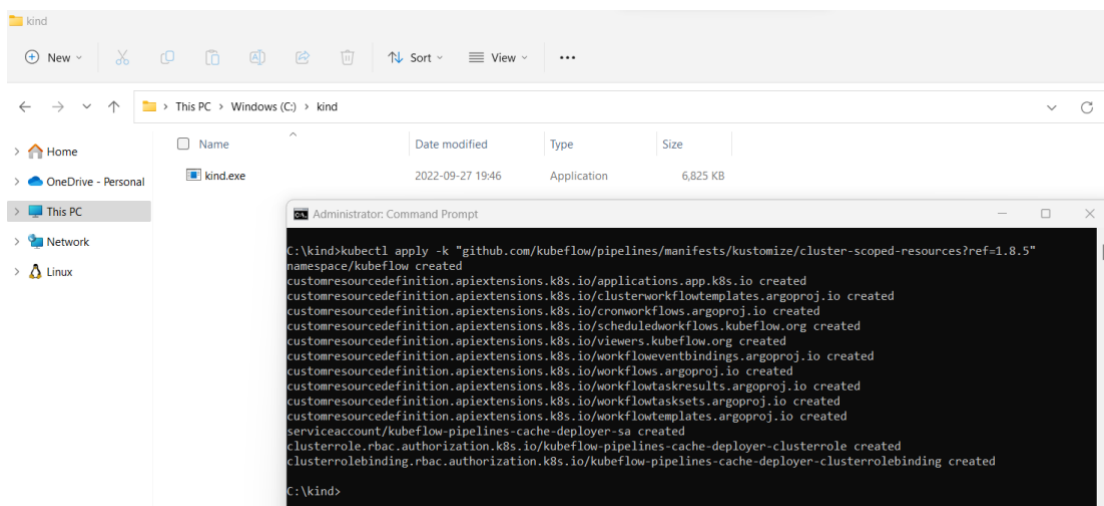 kind
New
Sort
View
This PC > Windows (C:) > kind
Home
OneDrive - Personal
This PC
Network
Linux
Name Date modified Type Size
kind.exe 2022-09-27 19:46 Application 6,825 KB
Administrator: Command Prompt
C:\kind>kubectl apply -k "github.com/kubeflow/pipelines/manifests/kustomize/cluster-scoped-resources?ref=1.8.5"
namespace/kubeflow created
customresourcedefinition.apiextensions.k8s.io/applications.app.k8s.io created
customresourcedefinition.apiextensions.k8s.io/clusterworkflowtemplates.argoproj.io created
customresourcedefinition.apiextensions.k8s.io/cronworkflows.argoproj.io created
customresourcedefinition.apiextensions.k8s.io/scheduledworkflows.kubeflow.org created
customresourcedefinition.apiextensions.k8s.io/viewers.kubeflow.org created
customresourcedefinition.apiextensions.k8s.io/workfloweventbindings.argoproj.io created
customresourcedefinition.apiextensions.k8s.io/workflows.argoproj.io created
customresourcedefinition.apiextensions.k8s.io/workflowtaskresults.argoproj.io created
customresourcedefinition.apiextensions.k8s.io/workflowtasksets.argoproj.io created
customresourcedefinition.apiextensions.k8s.io/workflowtemplates.argoproj.io created
serviceaccount/kubeflow-pipelines-cache-deployer-sa created
clusterrole.rbac.authorization.k8s.io/kubeflow-pipelines-cache-deployer-clusterrole created
clusterrolebinding.rbac.authorization.k8s.io/kubeflow-pipelines-cache-deployer-clusterrolebinding created
C:\kind>